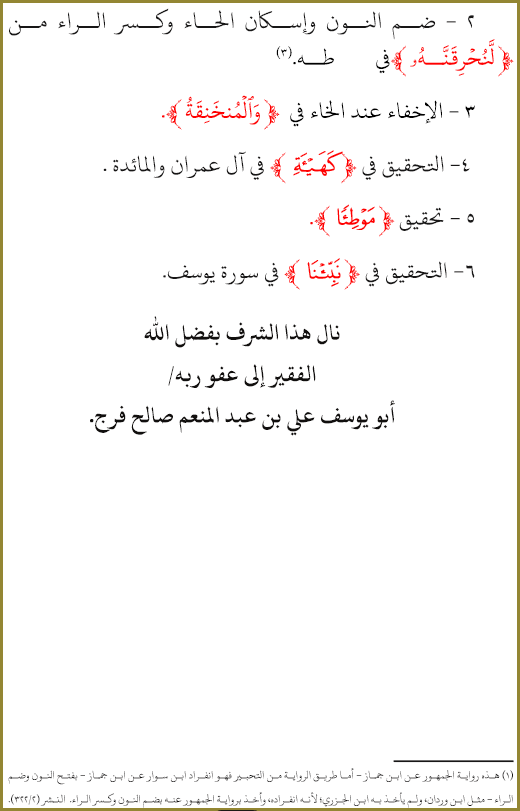 ٢ - ضم النون وإسكان الحاء وكسر الراء من
﴿ لَّنُحْرِقَنَّهُۥ ﴾ في طه.(٣)
٣ - الإخفاء عند الخاء في ﴿ وَٱلْمُنخَنِقَةُ ﴾.
٤- التحقيق في ﴿ كَهَيْـَٔةِ ﴾ في آل عمران والمائدة .
٥ - تحقيق ﴿ مَوْطِئًا ﴾.
٦- التحقيق في ﴿ نَبِّئْنَا ﴾ في سورة يوسف.
نال هذا الشرف بفضل الله
الفقير إلى عفو ربه/
أبو يوسف علي بن عبد المنعم صالح فرج.
(١) هذه رواية الجمهور عن ابن جماز - أما طريق الرواية من التحبير فهو انفراد ابن سوار عن ابن جماز - بفتح النون وضم
الراء - مثل ابن وردان، ولم يأخذ به ابن الجزري؛ لأنه انفراده، وأخذ برواية الجمهور عنه بضم النون وكسر الراء. النشر (٣٢٢/٢).